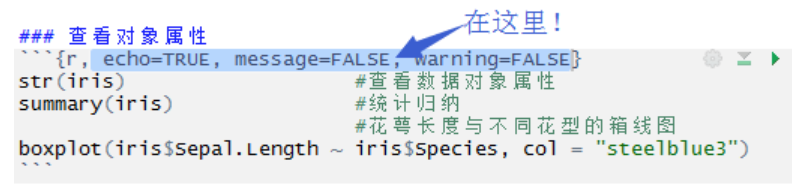 在这里！
### 查看对象属性
```{r, echo=TRUE, message=FALSE, warning=FALSE}
str(iris) #查看数据对象属性
summary(iris) #统计归纳
#花萼长度与不同花型的箱线图
boxplot(iris$Sepal.Length ~ iris$Species, col = "steelblue3")
```